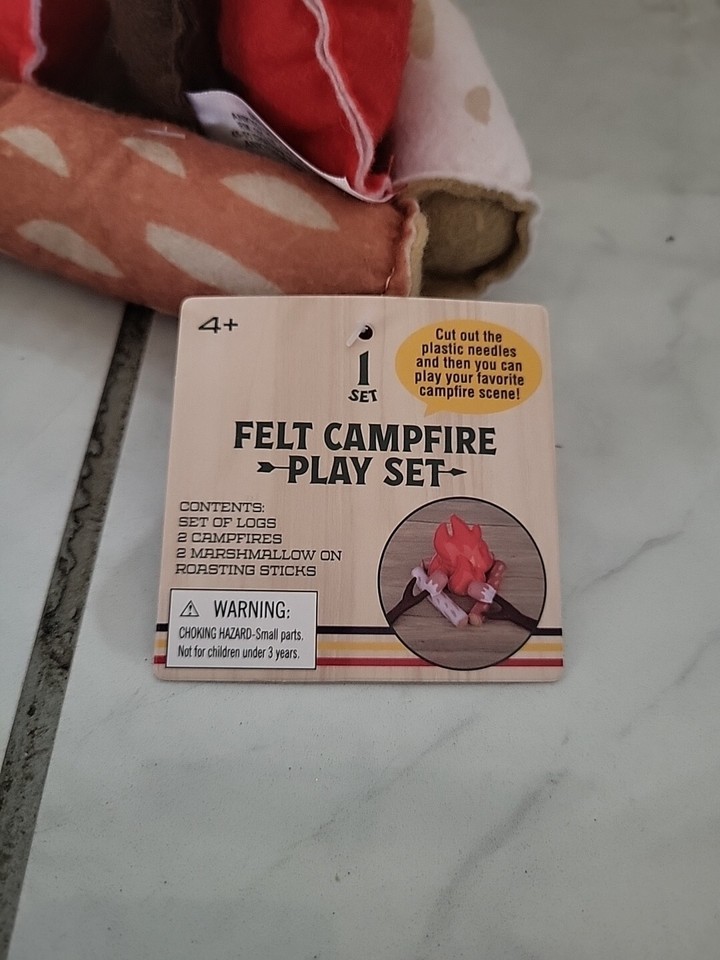 4+
1
SET
Cut out the
plastic needles
and then you can
play your favorite
campfire scene!
FELT CAMPFIRE
PLAY SET
CONTENTS:
SET OF LOGS
2 CAMPFIRES
2 MARSHMALLOW ON
ROASTING STICKS
WARNING:
CHOKING HAZARD-Small parts.
Not for children under 3 years.